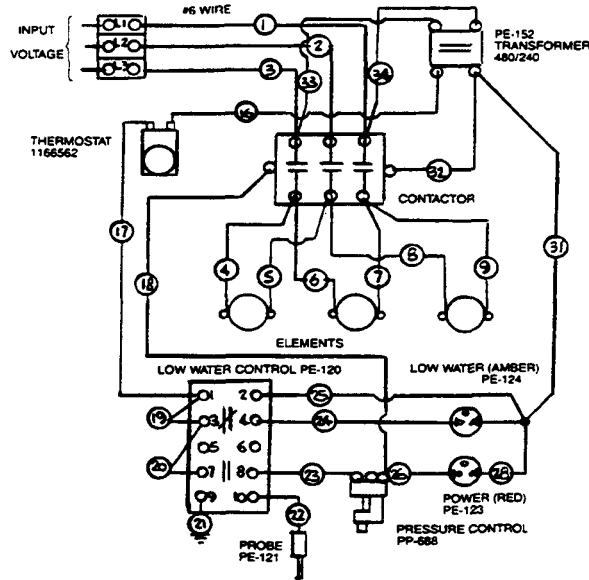 #6 WIRE
INPUT
VOLTAGE
L1
L2
L3
1
2
3
33
34
PE-152
TRANSFORMER
480/240
16
THERMOSTAT
1166562
32
CONTACTOR
17
18
31
4
5
6
7
8
9
ELEMENTS
LOW WATER CONTROL PE-120
LOW WATER (AMBER)
PE-124
1
2
25
19
3
4
24
5
6
20
7
8
23
26
28
9
10
21
22
POWER (RED)
PE-123
PRESSURE CONTROL
PP-688
PROBE
PE-121